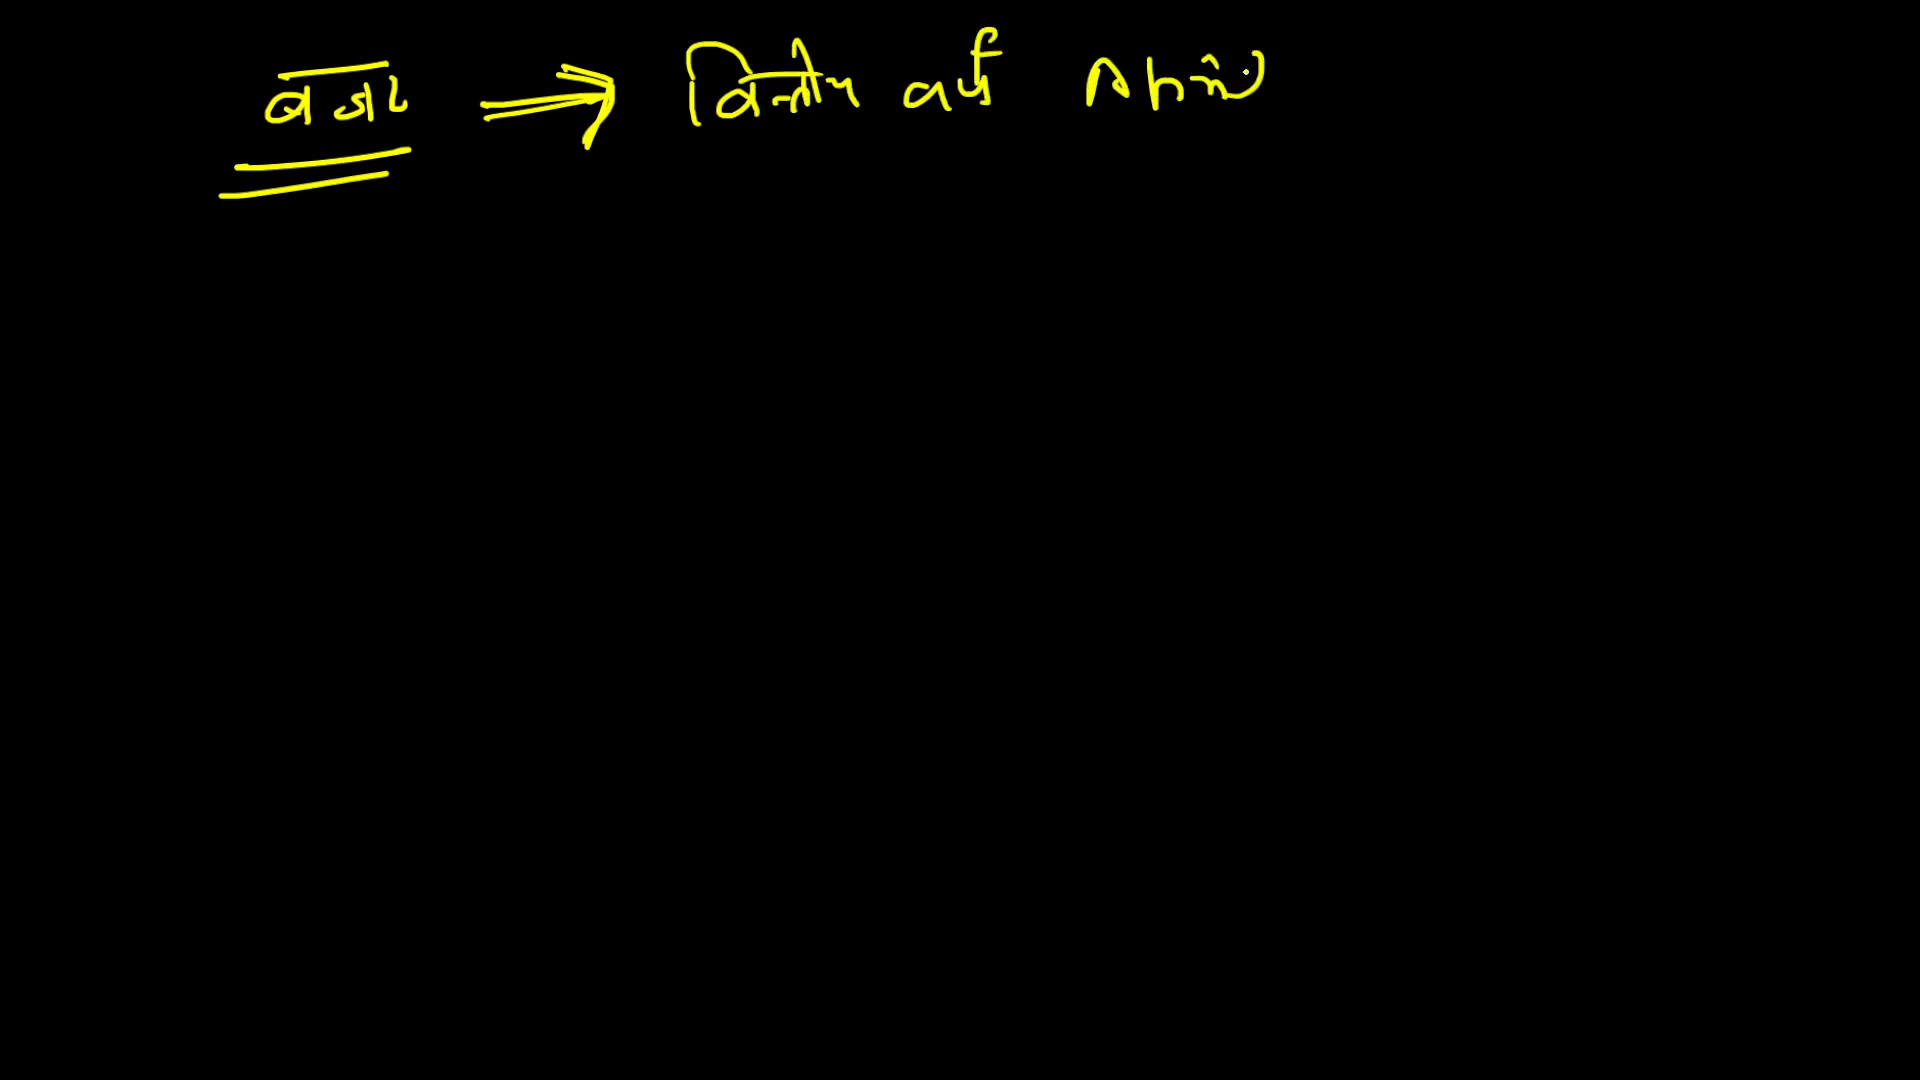 बजट ⇒ वित्तीय वर्ष